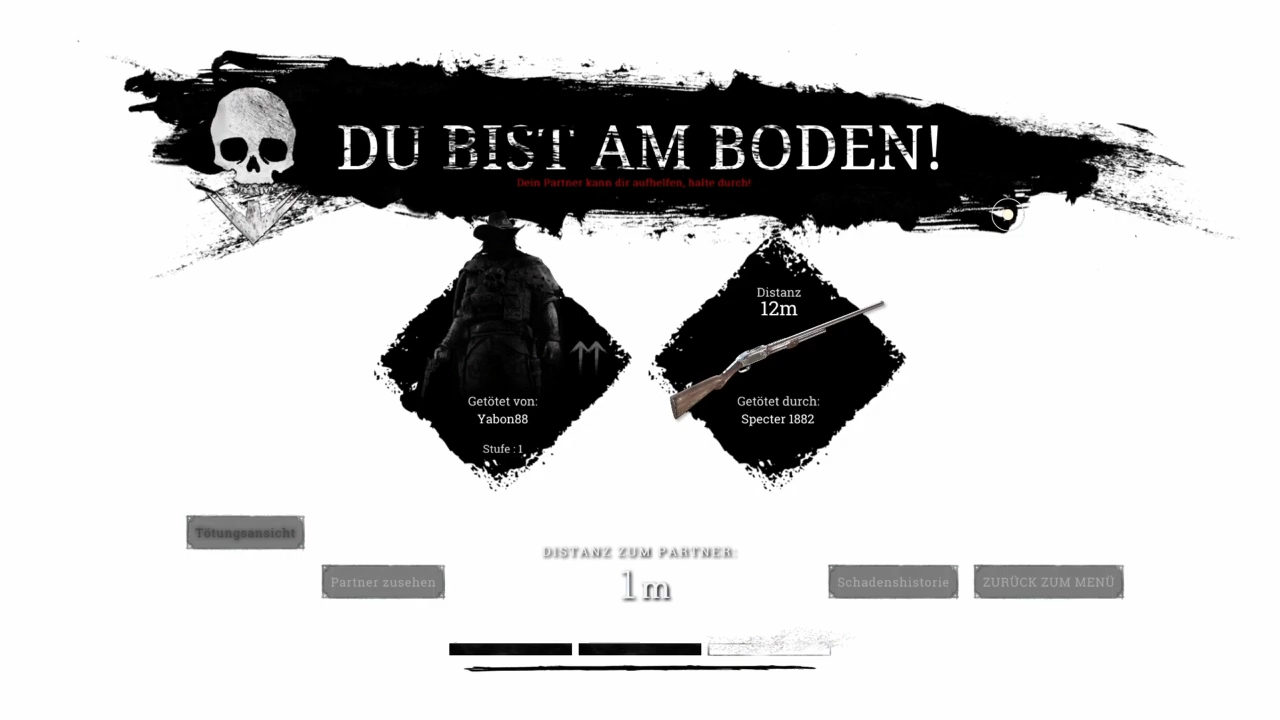 DU BIST AM BODEN!
Dein Partner kann dir aufhelfen, halte durch!
Getötet von:
Yabon88
Stufe : 1
Distanz
12m
Getötet durch:
Specter 1882
Tötungsansicht
Partner zusehen
DISTANZ ZUM PARTNER:
1m
Schadenshistorie
ZURÜCK ZUM MENÜ